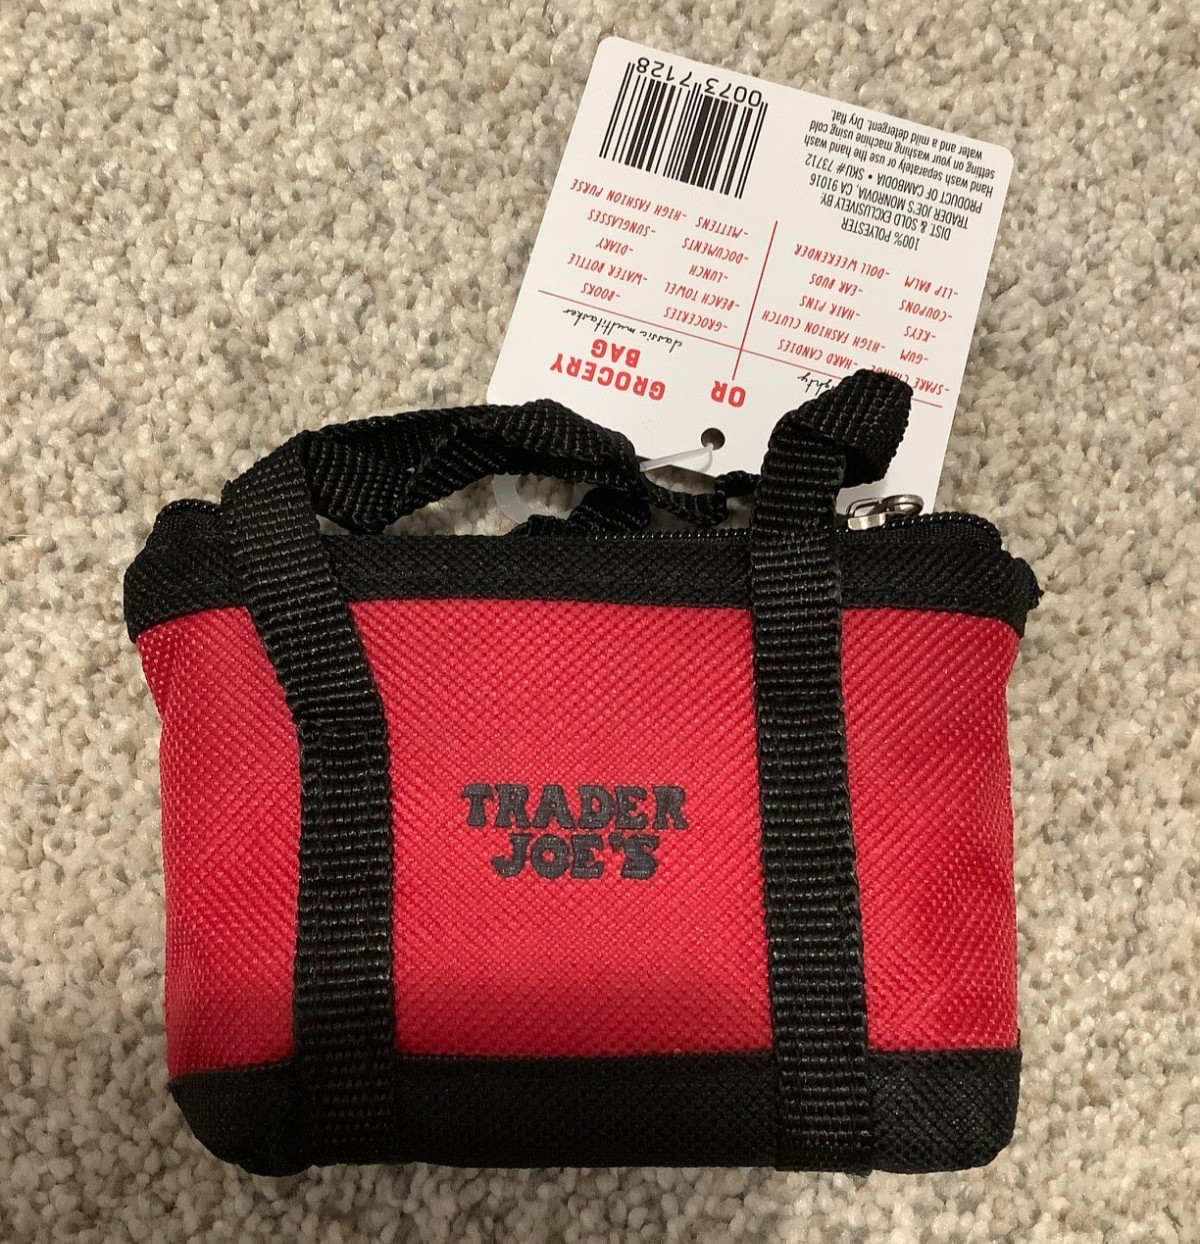 TRADER
JOE'S
GROCERY
BAG
OR
classic multitasker
-GROCERIES -BOOKS
-BEACH TOWEL -WATER BOTTLE
-LUNCH -DIARY
-DOCUMENTS -SUNGLASSES
-MITTENS -HIGH FASHION PURSE
-SPARE -HARD CANDIES
-GUM -HIGH FASHION CLUTCH
-KEYS -HAIR PINS
-COUPONS -EAR BUDS
-LIP BALM -DOLL WEEKENDER
100% POLYESTER
DIST. & SOLD EXCLUSIVELY BY:
TRADER JOE'S MONROVIA, CA 91016
PRODUCT OF CAMBODIA • SKU# 73712
Hand wash separately or use the hand wash
setting on your washing machine using cold
water and a mild detergent. Dry flat.
0073 7128